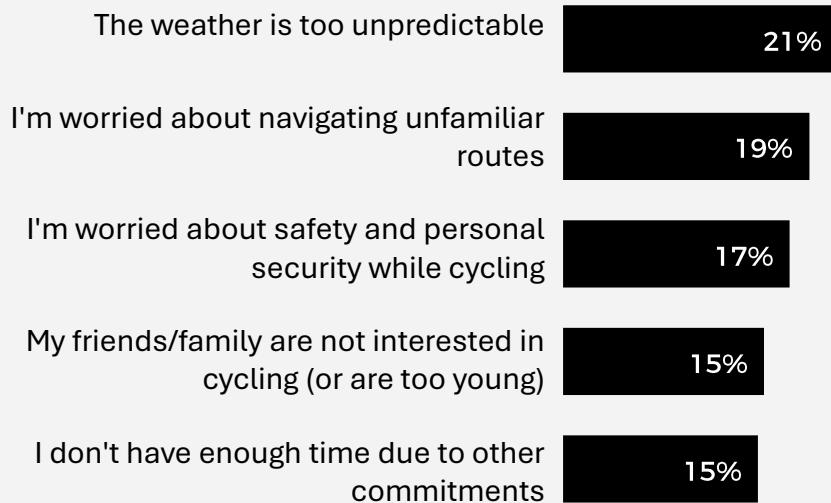 The weather is too unpredictable
21%
I'm worried about navigating unfamiliar
routes
19%
I'm worried about safety and personal
security while cycling
17%
My friends/family are not interested in
cycling (or are too young)
15%
I don't have enough time due to other
commitments
15%